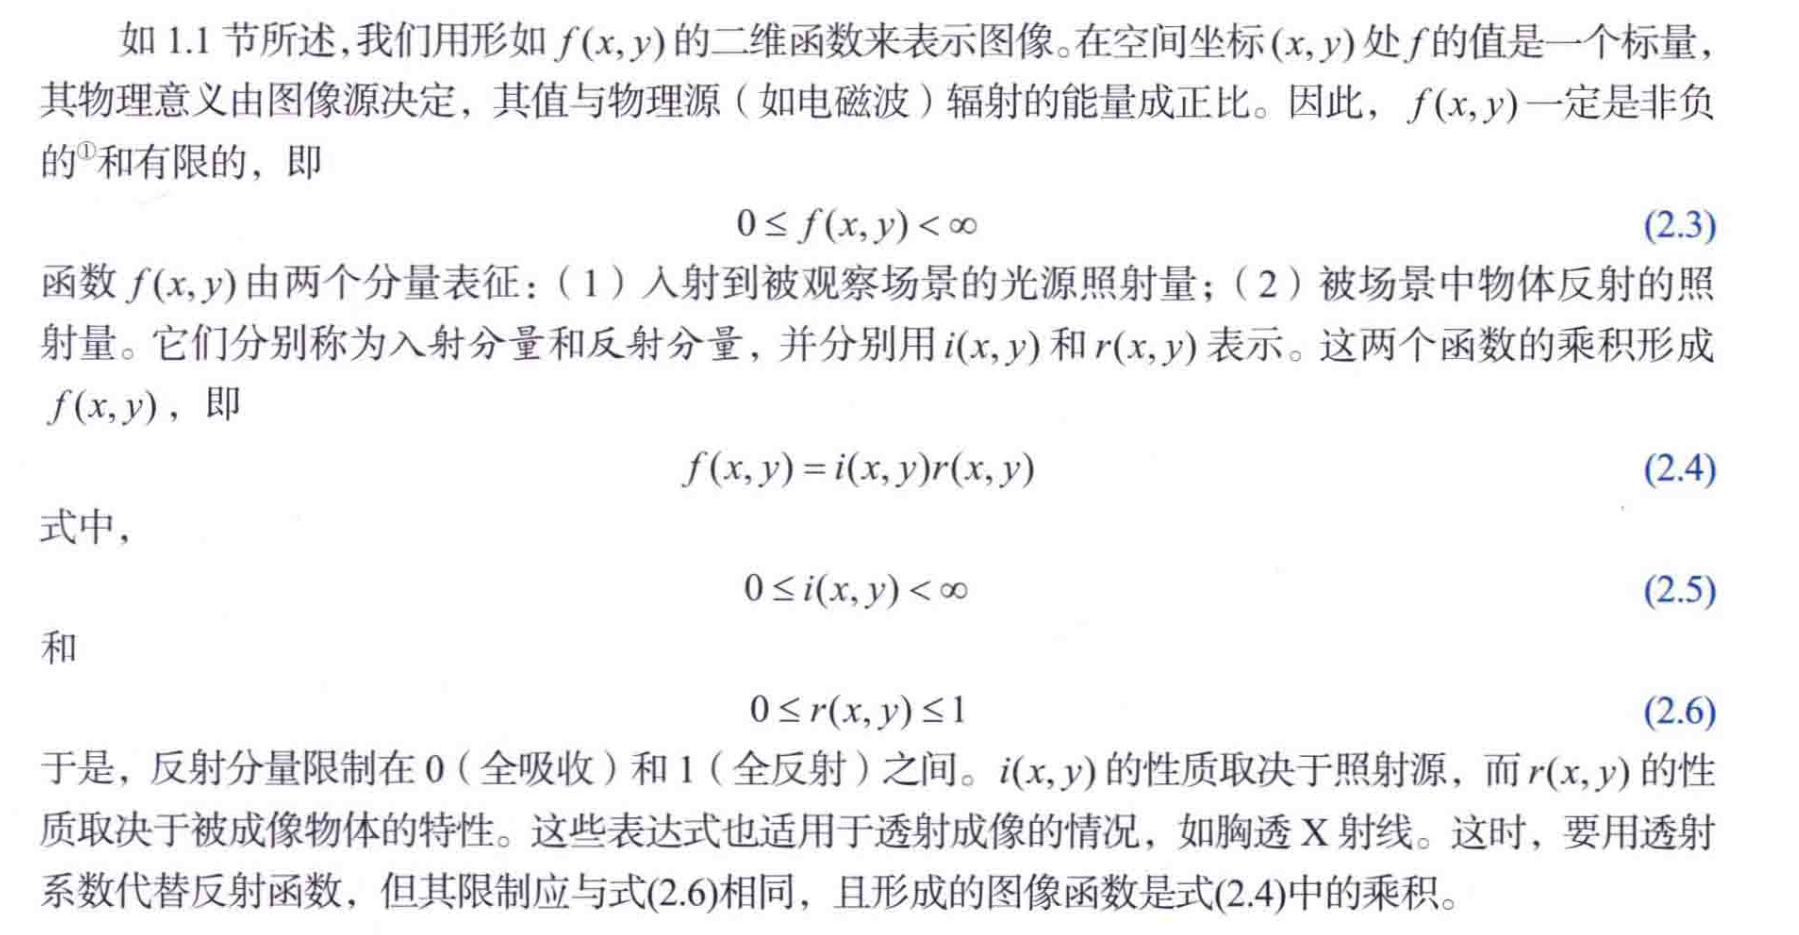 如 1.1 节所述，我们用形如 f(x, y) 的二维函数来表示图像。在空间坐标 (x, y) 处 f 的值是一个标量，
其物理意义由图像源决定，其值与物理源（如电磁波）辐射的能量成正比。因此，f(x, y) 一定是非负
的①和有限的，即
0 ≤ f(x, y) < ∞ (2.3)
函数 f(x, y) 由两个分量表征：（1）入射到被观察场景的光源照射量；（2）被场景中物体反射的照
射量。它们分别称为入射分量和反射分量，并分别用 i(x, y) 和 r(x, y) 表示。这两个函数的乘积形成
f(x, y)，即
f(x, y) = i(x, y)r(x, y) (2.4)
式中，
0 ≤ i(x, y) < ∞ (2.5)
和
0 ≤ r(x, y) ≤ 1 (2.6)
于是，反射分量限制在 0（全吸收）和 1（全反射）之间。i(x, y) 的性质取决于照射源，而 r(x, y) 的性
质取决于被成像物体的特性。这些表达式也适用于透射成像的情况，如胸透 X 射线。这时，要用透射
系数代替反射函数，但其限制应与式(2.6)相同，且形成的图像函数是式(2.4)中的乘积。